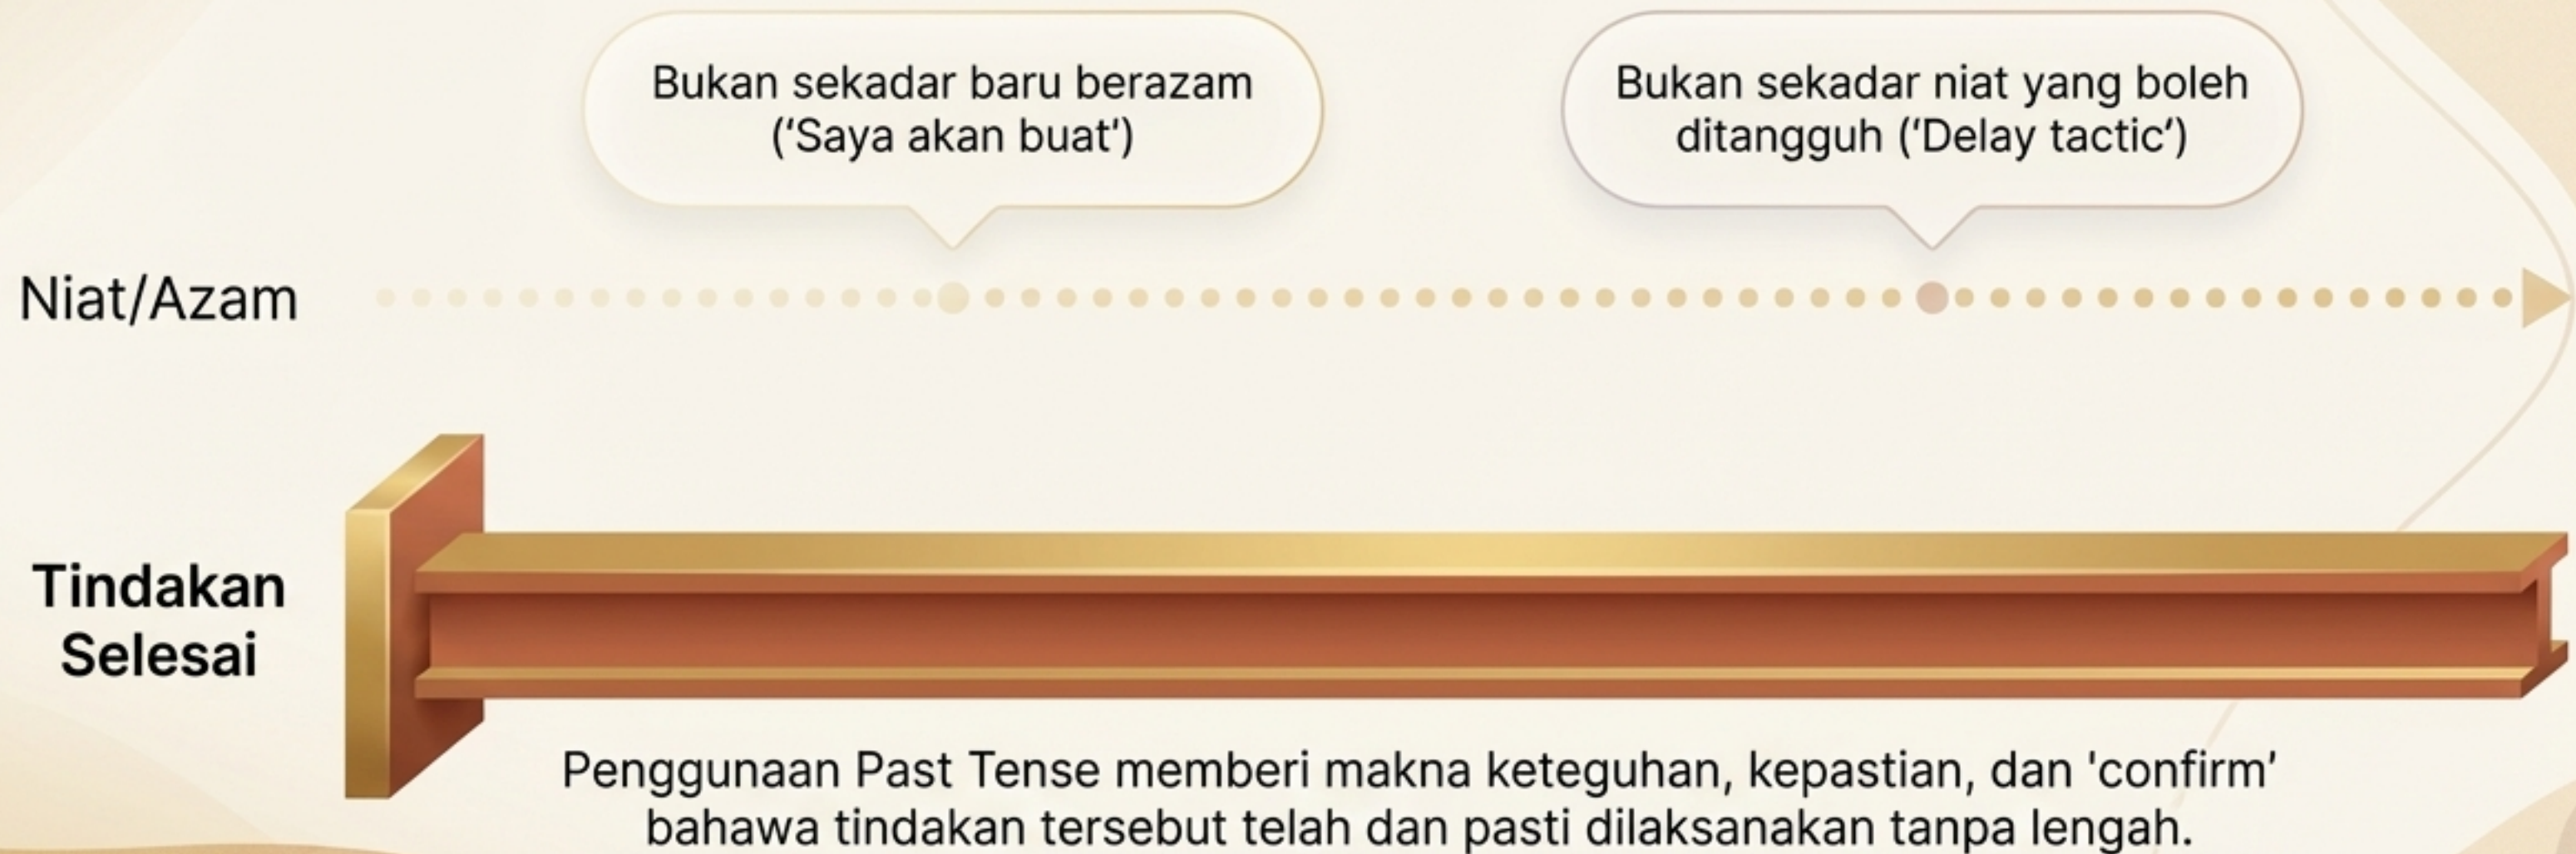 Bukan sekadar baru berazam
(‘Saya akan buat‘)
Bukan sekadar niat yang boleh
ditangguh (‘Delay tactic’)
Niat/Azam
Tindakan
Selesai
Penggunaan Past Tense memberi makna keteguhan, kepastian, dan 'confirm’
bahawa tindakan tersebut telah dan pasti dilaksanakan tanpa lengah.